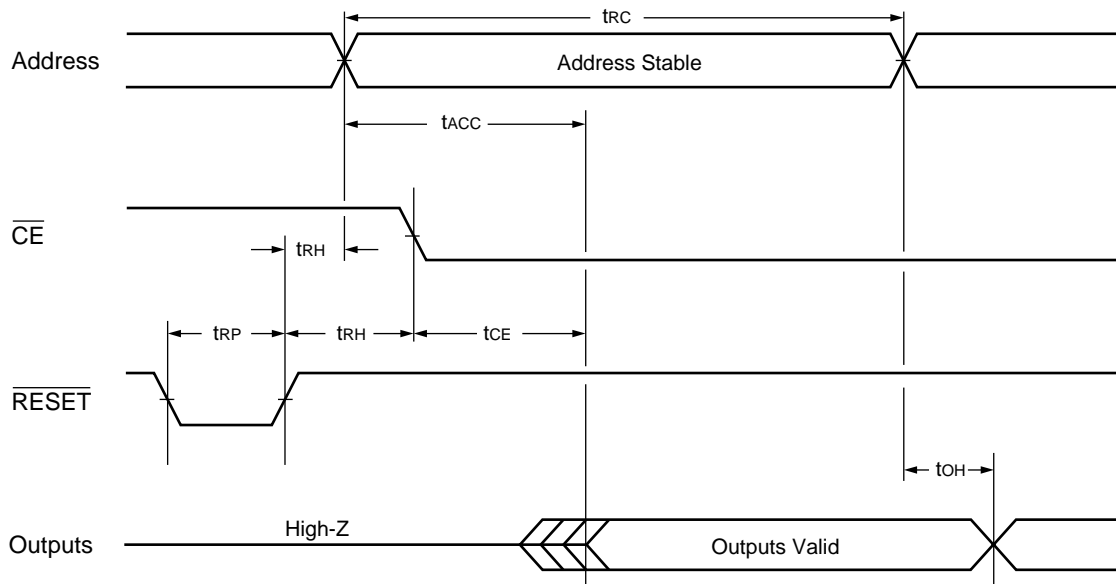 tRC
Address
Address Stable
tACC
CE
tRH
tRP
tRH
tCE
RESET
tOH
High-Z
Outputs
Outputs Valid